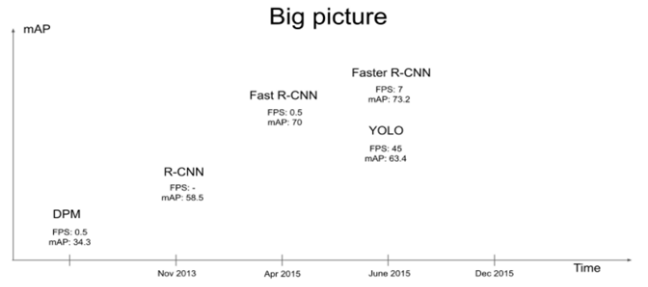 Big picture
mAP
Faster R-CNN
FPS: 7
mAP: 73.2
Fast R-CNN
FPS: 0.5
mAP: 70
YOLO
FPS: 45
mAP: 63.4
R-CNN
FPS: -
mAP: 58.5
DPM
FPS: 0.5
mAP: 34.3
Nov 2013
Apr 2015
June 2015
Dec 2015
Time